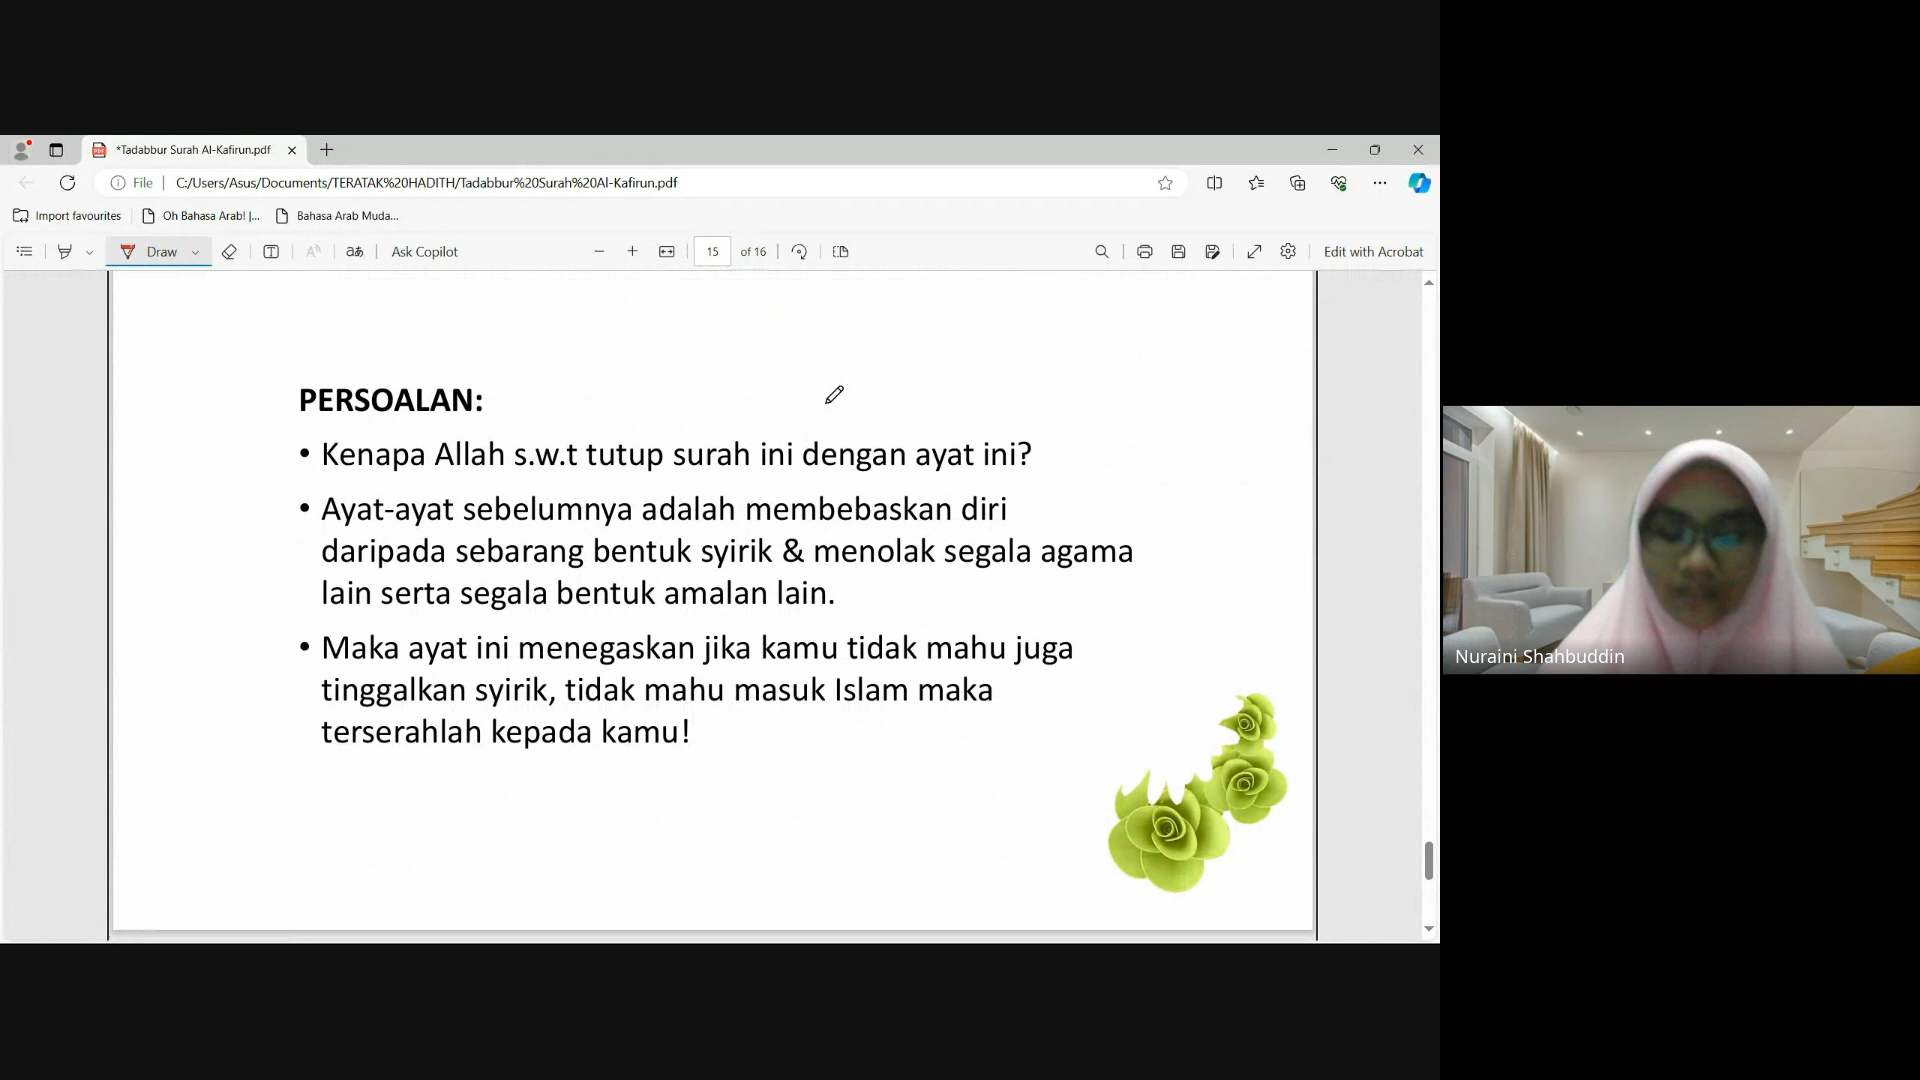 *Tadabbur Surah Al-Kafirun.pdf
File
C:/Users/Asus/Documents/TERATAK%20HADITH/Tadabbur%20Surah%20Al-Kafirun.pdf
Import favourites
Oh Bahasa Arab! |...
Bahasa Arab Muda...
Draw
aあ
Ask Copilot
15 of 16
Edit with Acrobat
PERSOALAN:
• Kenapa Allah s.w.t tutup surah ini dengan ayat ini?
• Ayat-ayat sebelumnya adalah membebaskan diri
daripada sebarang bentuk syirik & menolak segala agama
lain serta segala bentuk amalan lain.
• Maka ayat ini menegaskan jika kamu tidak mahu juga
tinggalkan syirik, tidak mahu masuk Islam maka
terserahlah kepada kamu!
Nuraini Shahbuddin